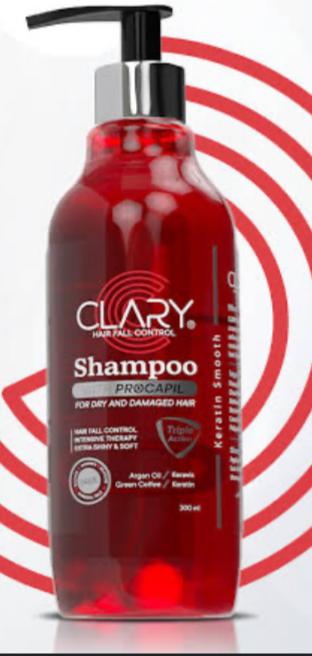 CLARY®
HAIR FALL CONTROL
Shampoo
WITH PROCAPIL
FOR DRY AND DAMAGED HAIR
HAIR FALL CONTROL
INTENSIVE THERAPY
EXTRA SHINY & SOFT
Triple
Action
Argan Oil / Keravis
Green Coffee / Keratin
300 ml
Keratin Smooth